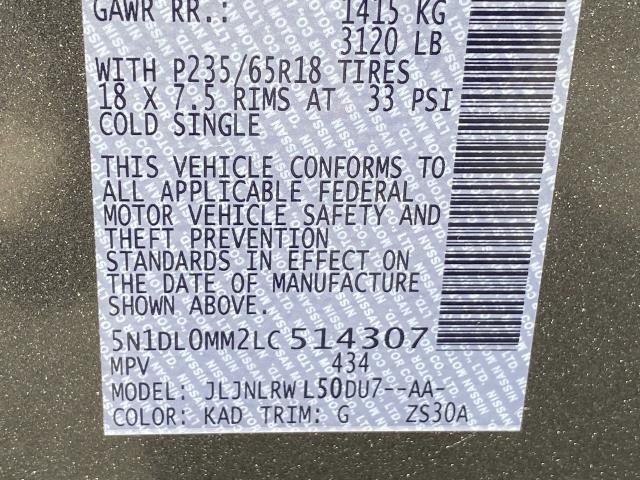 GAWR RR.: 1415 KG
3120 LB
WITH P235/65R18 TIRES
18 X 7.5 RIMS AT 33 PSI
COLD SINGLE
THIS VEHICLE CONFORMS TO
ALL APPLICABLE FEDERAL
MOTOR VEHICLE SAFETY AND
THEFT PREVENTION
STANDARDS IN EFFECT ON
THE DATE OF MANUFACTURE
SHOWN ABOVE.
5N1DL0MM2LC514307
MPV 434
MODEL: JLJNLRWL50DU7--AA-
COLOR: KAD TRIM: G ZS30A